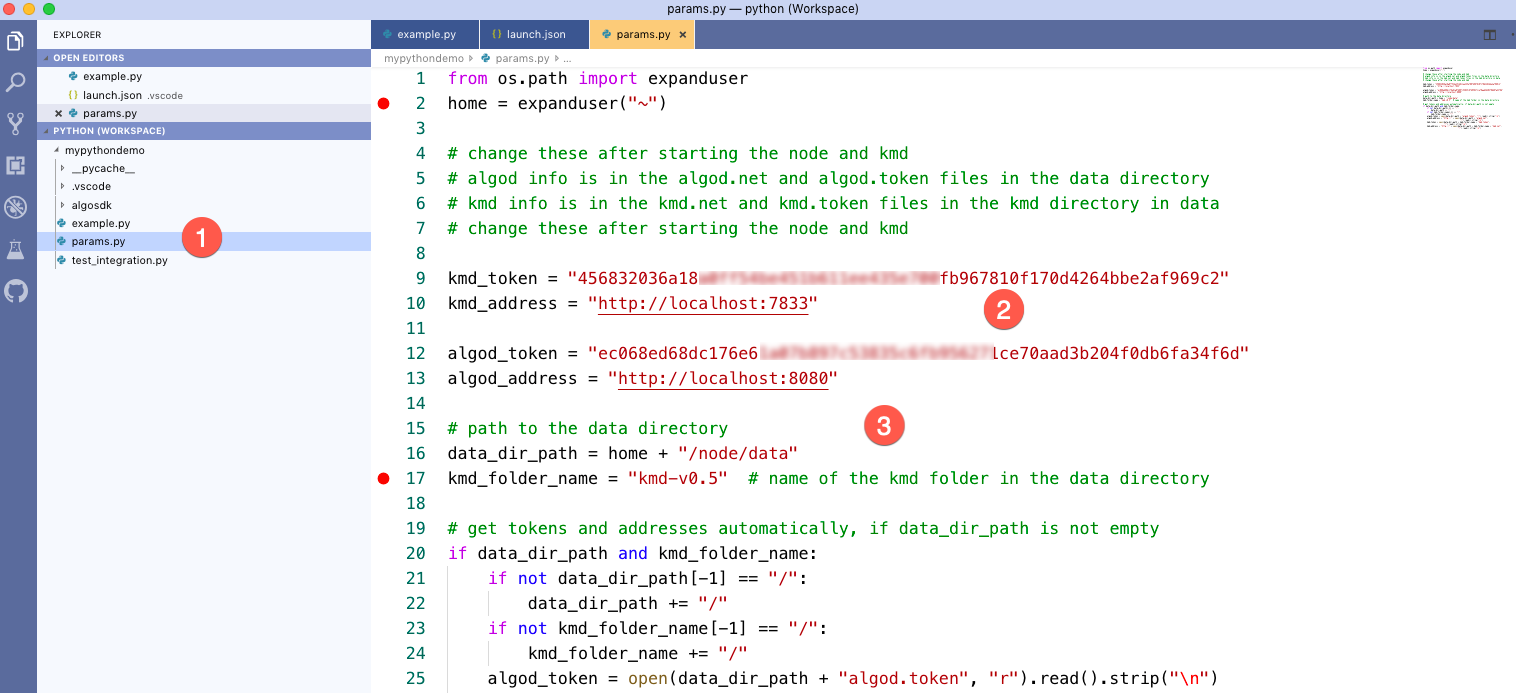 params.py — python (Workspace)
EXPLORER
OPEN EDITORS
example.py
launch.json .vscode
params.py
PYTHON (WORKSPACE)
mypythondemo
__pycache__
.vscode
algosdk
example.py
params.py
test_integration.py
1
example.py
launch.json
params.py
mypythondemo params.py ...
1 from os.path import expanduser
2 home = expanduser("~")
3
4 # change these after starting the node and kmd
5 # algod info is in the algod.net and algod.token files in the data directory
6 # kmd info is in the kmd.net and kmd.token files in the kmd directory in data
7 # change these after starting the node and kmd
8
9 kmd_token = "456832036a18 fb967810f170d4264bbe2af969c2"
10 kmd_address = "http://localhost:7833"
2
11
12 algod_token = "ec068ed68dc176e6 1ce70aad3b204f0db6fa34f6d"
13 algod_address = "http://localhost:8080"
14
3
15 # path to the data directory
16 data_dir_path = home + "/node/data"
17 kmd_folder_name = "kmd-v0.5"  # name of the kmd folder in the data directory
18
19 # get tokens and addresses automatically, if data_dir_path is not empty
20 if data_dir_path and kmd_folder_name:
21     if not data_dir_path[-1] == "/":
22         data_dir_path += "/"
23     if not kmd_folder_name[-1] == "/":
24         kmd_folder_name += "/"
25     algod_token = open(data_dir_path + "algod.token", "r").read().strip("\n")